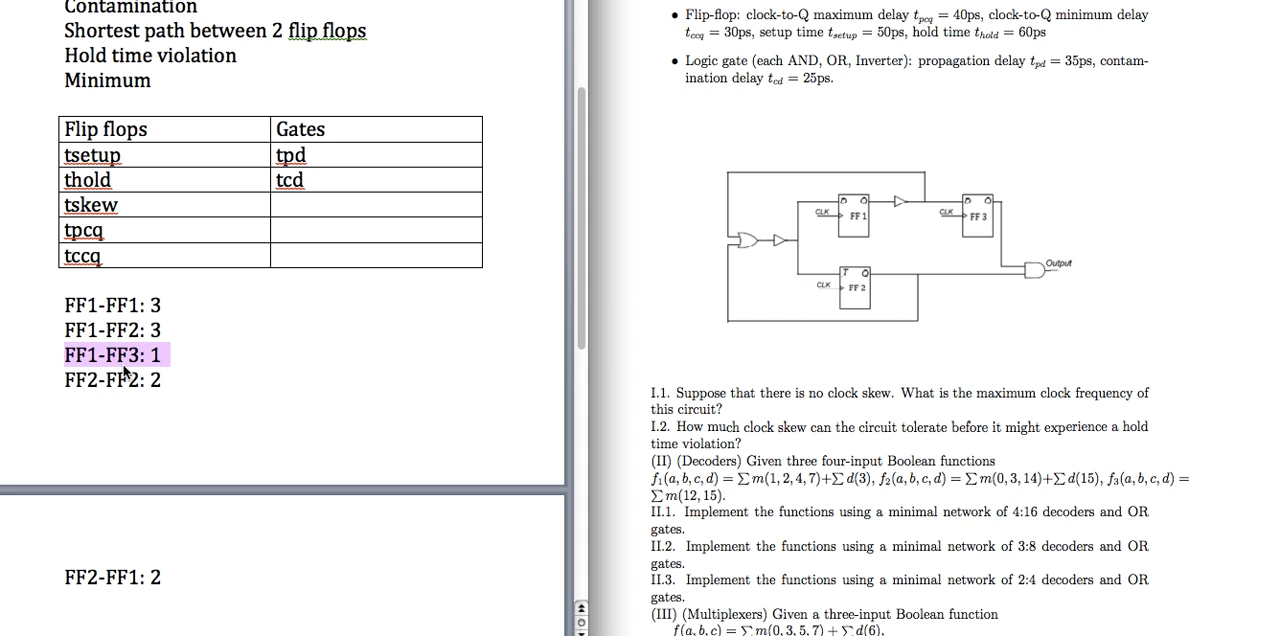 Contamination
Shortest path between 2 flip flops
Hold time violation
Minimum
Flip flops Gates
tsetup tpd
thold tcd
tskew
tpcq
tccq
FF1-FF1: 3
FF1-FF2: 3
FF1-FF3: 1
FF2-FF2: 2
FF2-FF1: 2
• Flip-flop: clock-to-Q maximum delay tpcq = 40ps, clock-to-Q minimum delay
tccq = 30ps, setup time tsetup = 50ps, hold time thold = 60ps
• Logic gate (each AND, OR, Inverter): propagation delay tpd = 35ps, contam-
ination delay tcd = 25ps.
D Q
CLK FF 1
D Q
CLK FF 3
T Q
CLK FF 2
Output
I.1. Suppose that there is no clock skew. What is the maximum clock frequency of
this circuit?
I.2. How much clock skew can the circuit tolerate before it might experience a hold
time violation?
(II) (Decoders) Given three four-input Boolean functions
f1(a, b, c, d) = ∑m(1, 2, 4, 7)+∑d(3), f2(a, b, c, d) = ∑m(0, 3, 14)+∑d(15), f3(a, b, c, d) =
∑m(12, 15).
II.1. Implement the functions using a minimal network of 4:16 decoders and OR
gates.
II.2. Implement the functions using a minimal network of 3:8 decoders and OR
gates.
II.3. Implement the functions using a minimal network of 2:4 decoders and OR
gates.
(III) (Multiplexers) Given a three-input Boolean function
f(a, b, c) = ∑m(0, 3, 5, 7) + ∑d(6).